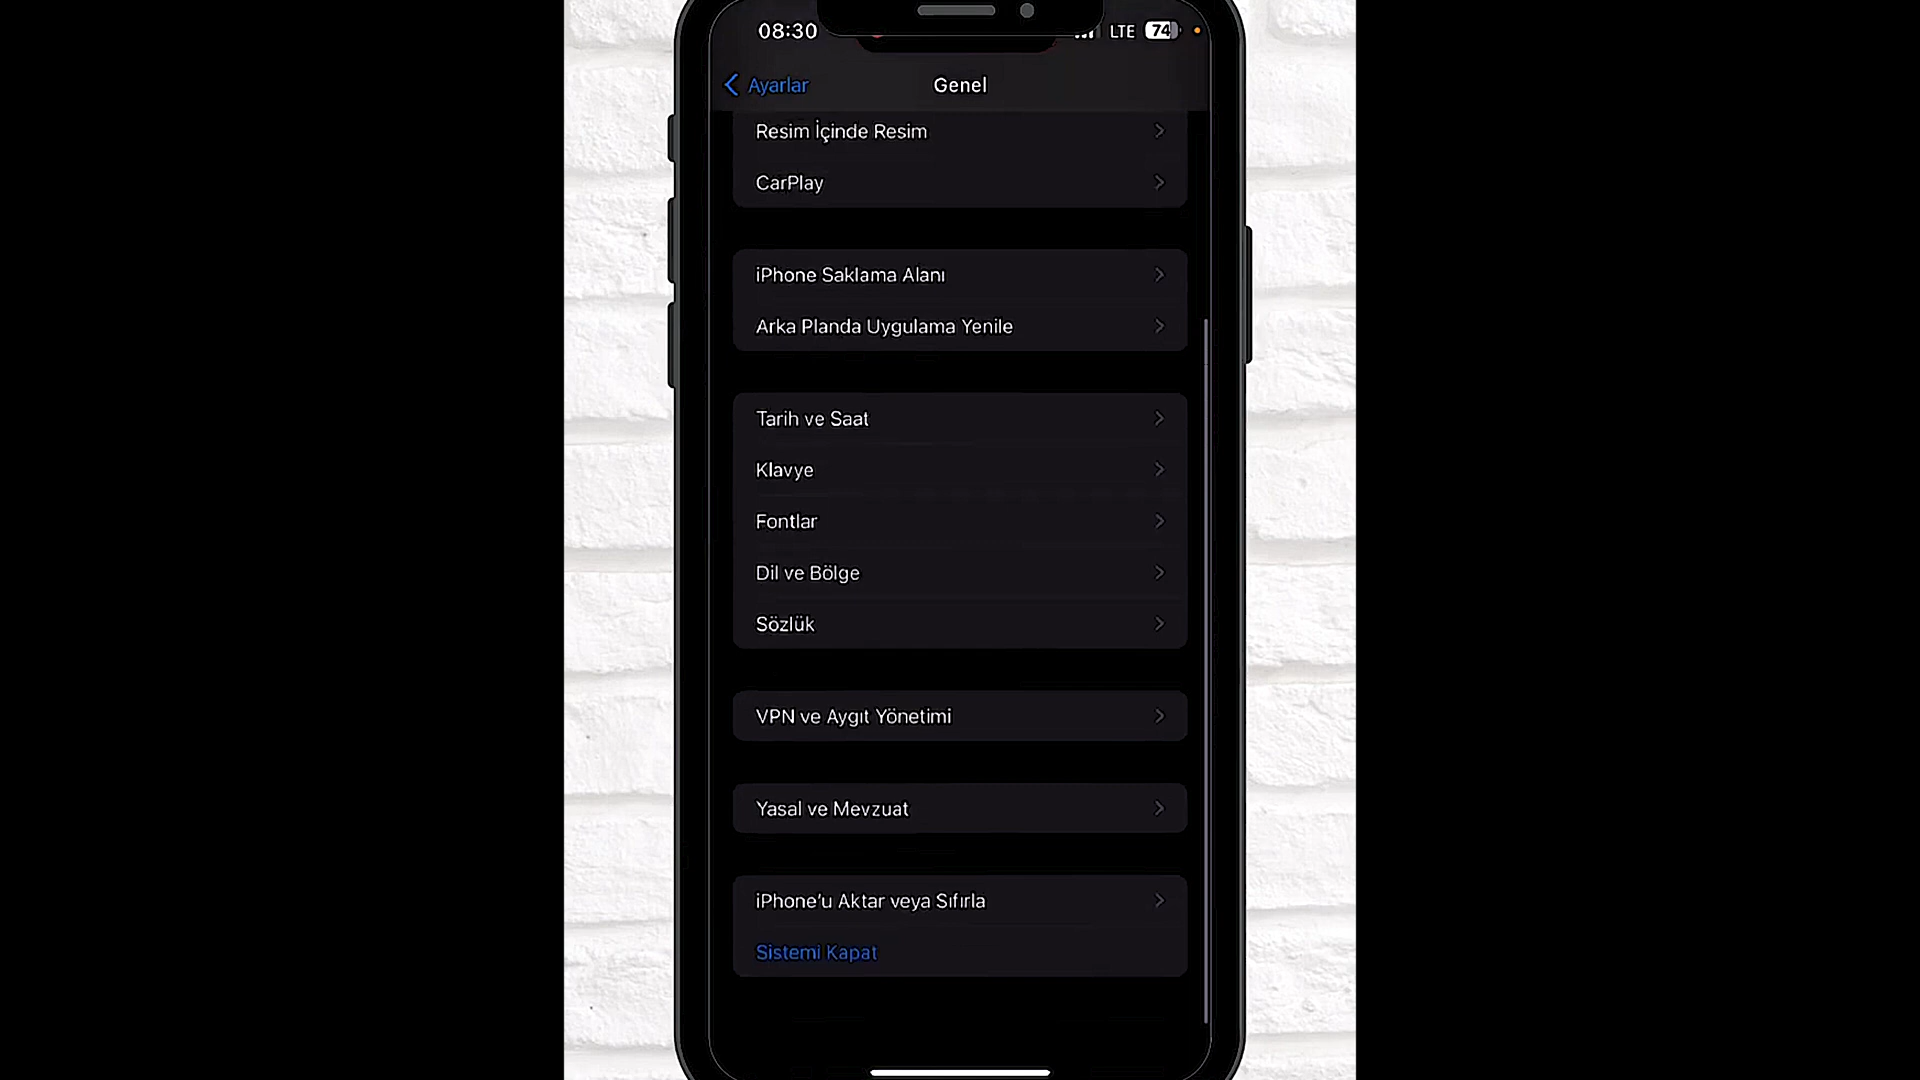 08:30
LTE 74
Ayarlar
Genel
Resim İçinde Resim
CarPlay
iPhone Saklama Alanı
Arka Planda Uygulama Yenile
Tarih ve Saat
Klavye
Fontlar
Dil ve Bölge
Sözlük
VPN ve Aygıt Yönetimi
Yasal ve Mevzuat
iPhone’u Aktar veya Sıfırla
Sistemi Kapat